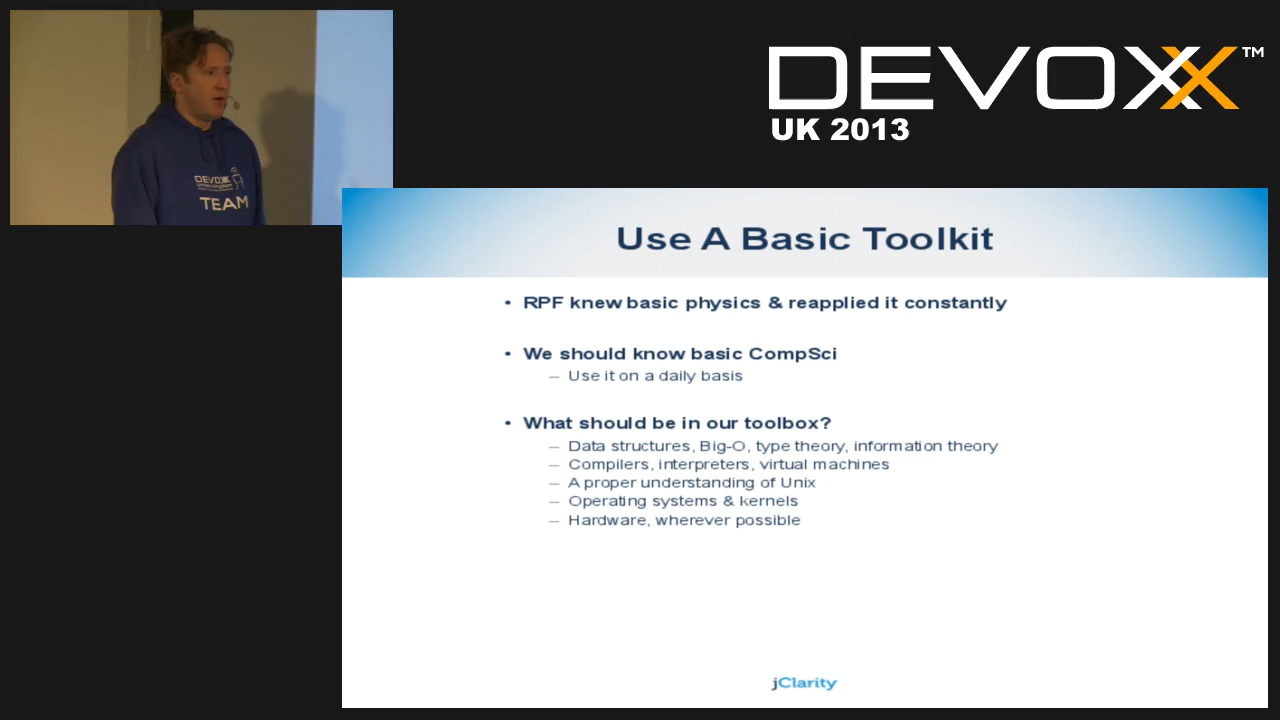 DEVOXX™
UK 2013
DEVOXX
TEAM
Use A Basic Toolkit
• RPF knew basic physics & reapplied it constantly
• We should know basic CompSci
– Use it on a daily basis
• What should be in our toolbox?
– Data structures, Big-O, type theory, information theory
– Compilers, interpreters, virtual machines
– A proper understanding of Unix
– Operating systems & kernels
– Hardware, wherever possible
jClarity